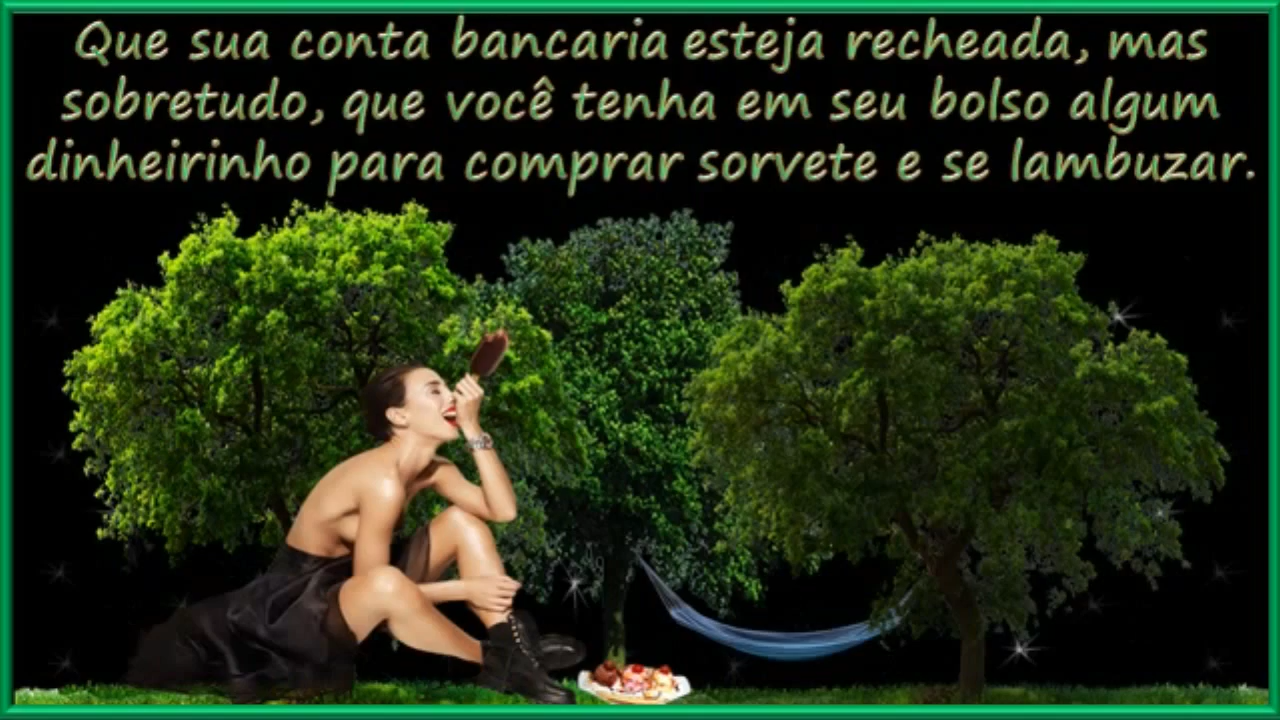 Que sua conta bancaria esteja recheada, mas
sobretudo, que você tenha em seu bolso algum
dinheirinho para comprar sorvete e se lambuzar.